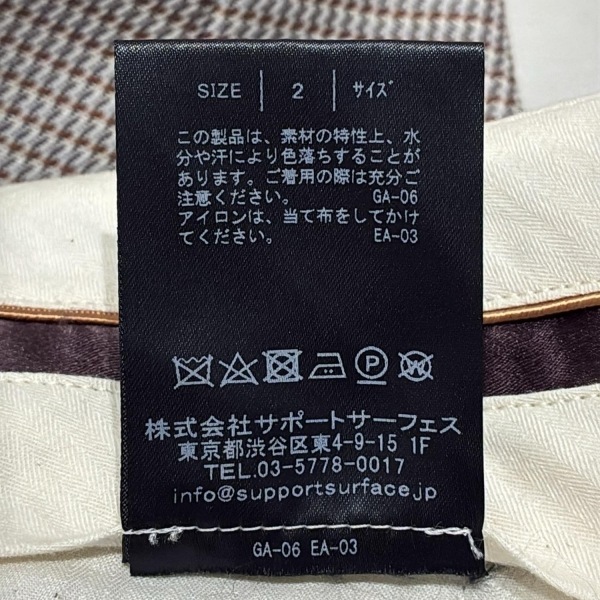 SIZE 2 サイズ
この製品は、素材の特性上、水
分や汗により色落ちすることが
あります。ご着用の際は充分ご
注意ください。 GA-06
アイロンは、当て布をしてかけ
てください。 EA-03
P W
株式会社サポートサーフェス
東京都渋谷区東4-9-15 1F
TEL.03-5778-0017
info@supportsurface.jp
GA-06 EA-03